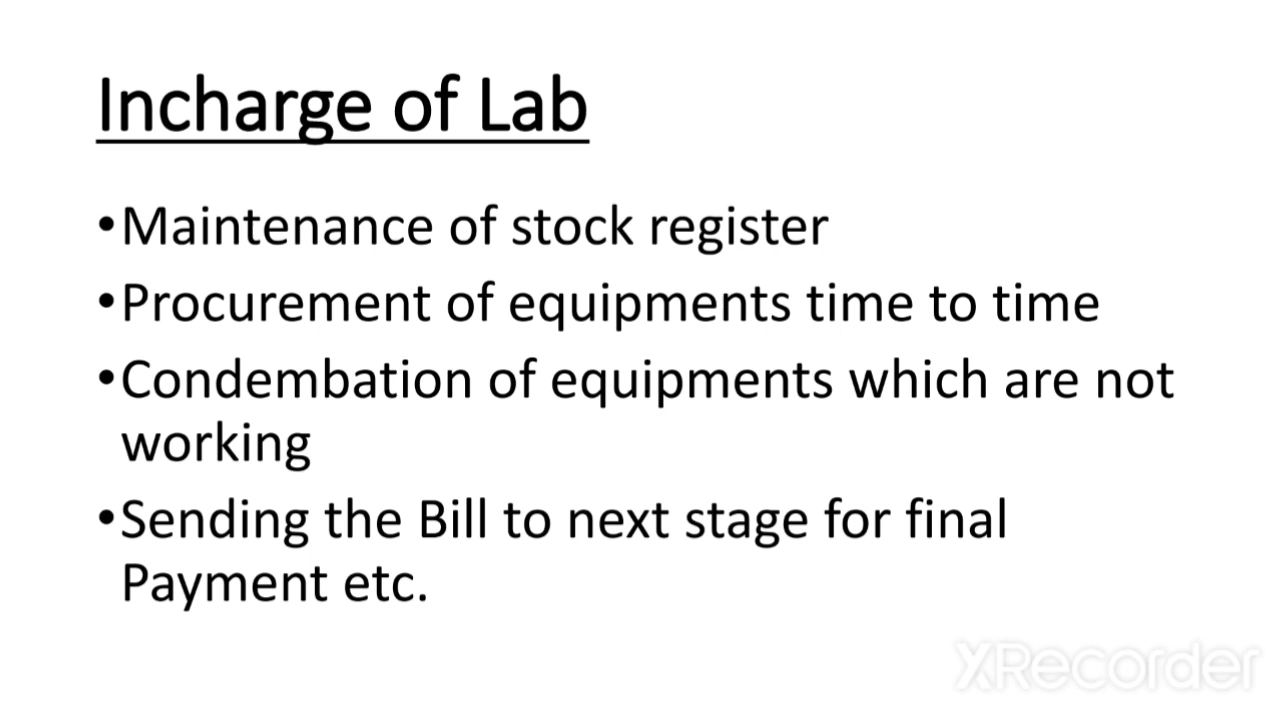 Incharge of Lab
•Maintenance of stock register
•Procurement of equipments time to time
•Condembation of equipments which are not
working
•Sending the Bill to next stage for final
Payment etc.
XRecorder